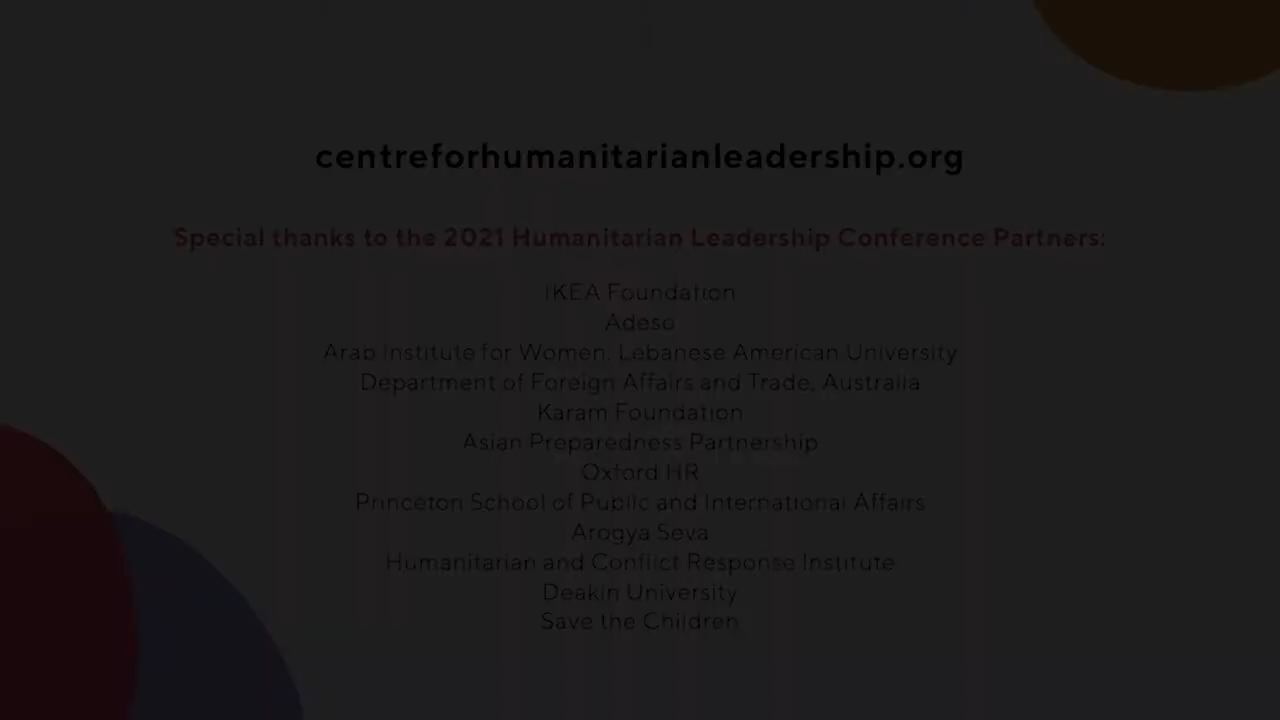 centreforhumanitarianleadership.org
Special thanks to the 2021 Humanitarian Leadership Conference Partners:
IKEA Foundation
Adeso
Arab Institute for Women, Lebanese American University
Department of Foreign Affairs and Trade, Australia
Karam Foundation
Asian Preparedness Partnership
Oxford HR
Princeton School of Public and International Affairs
Arogya Seva
Humanitarian and Conflict Response Institute
Deakin University
Save the Children